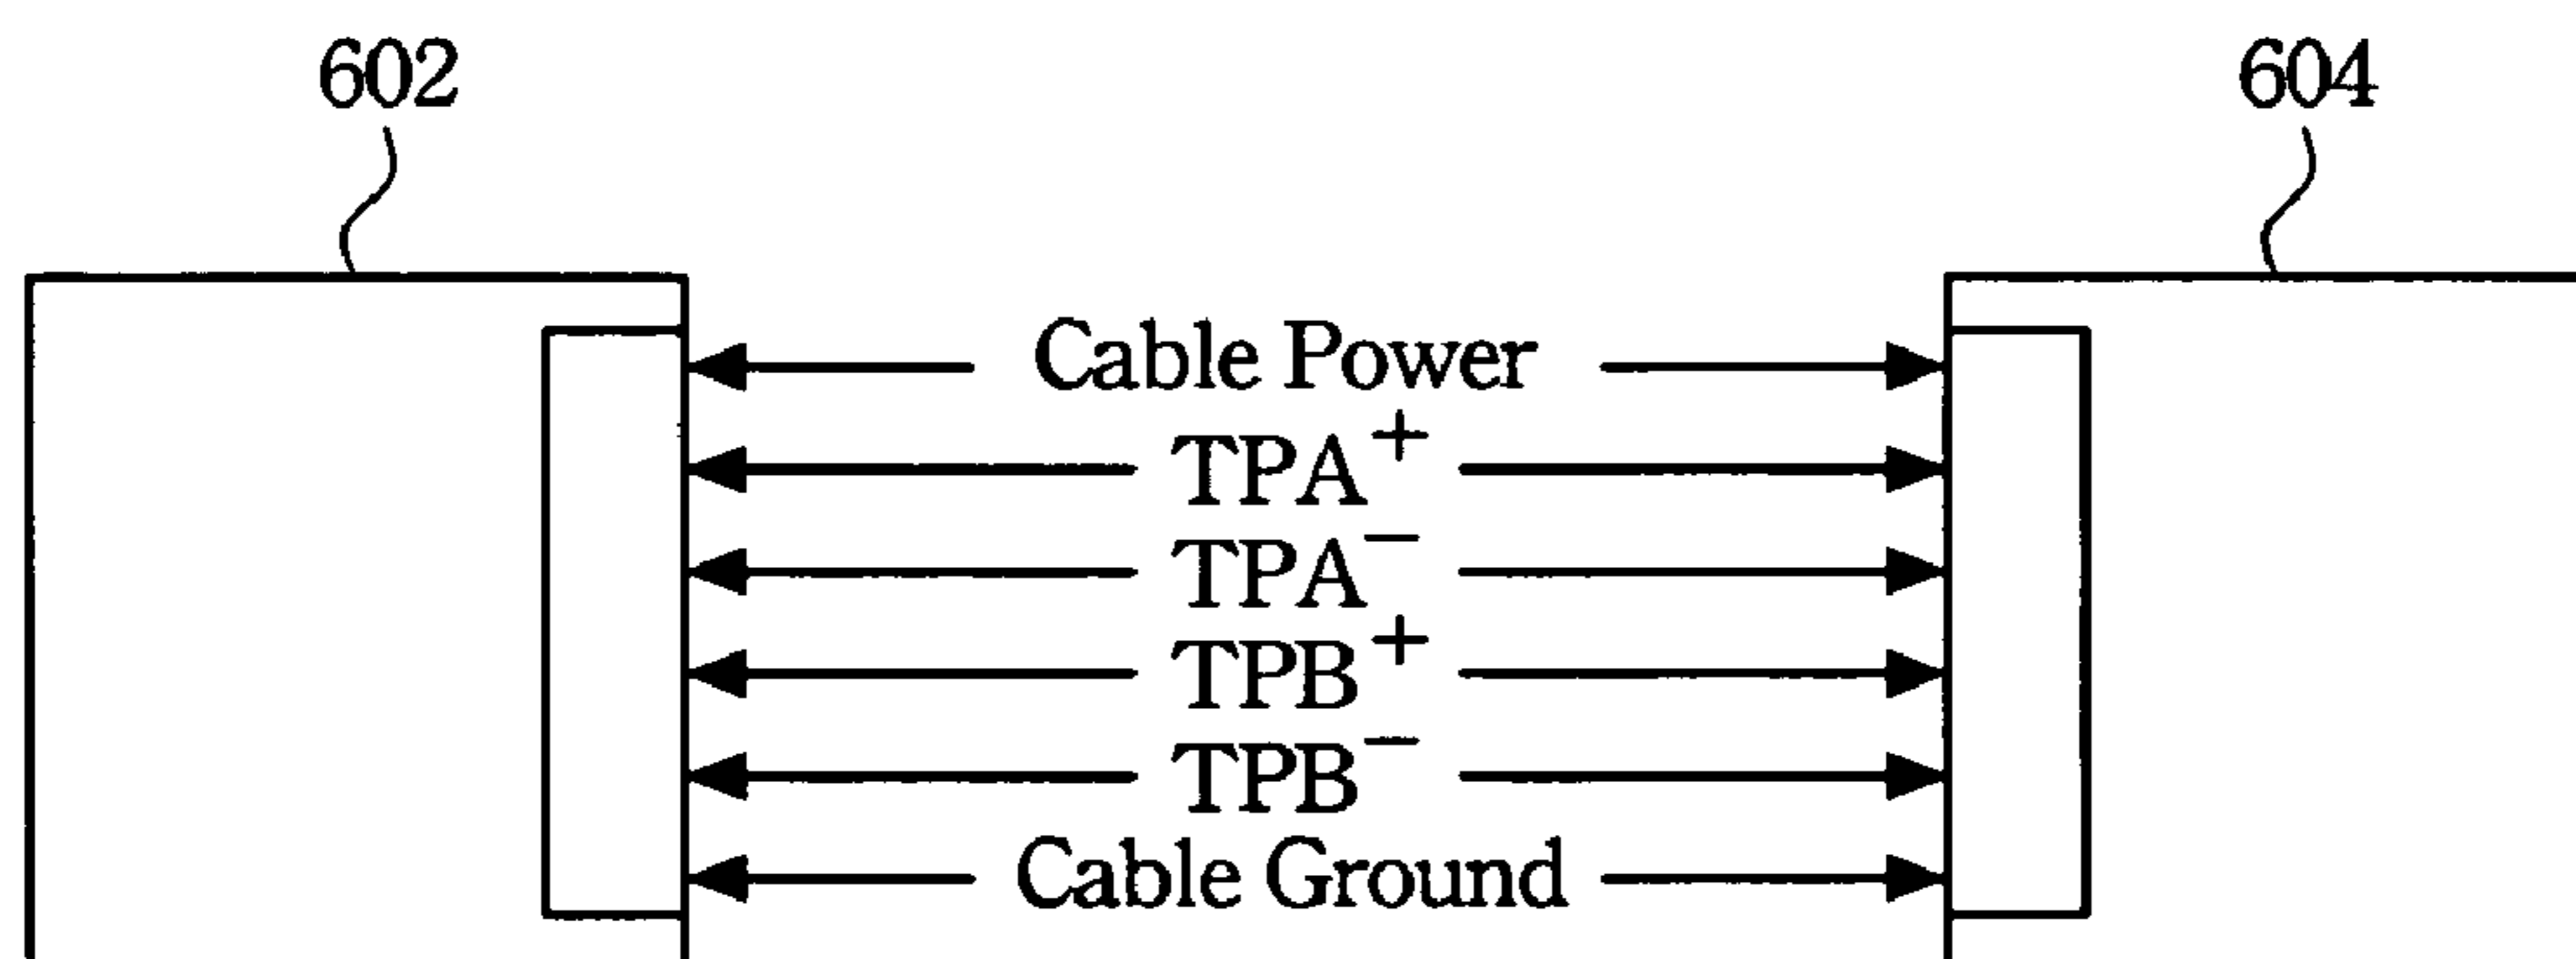 602 604
Cable Power
TPA+
TPA−
TPB+
TPB−
Cable Ground